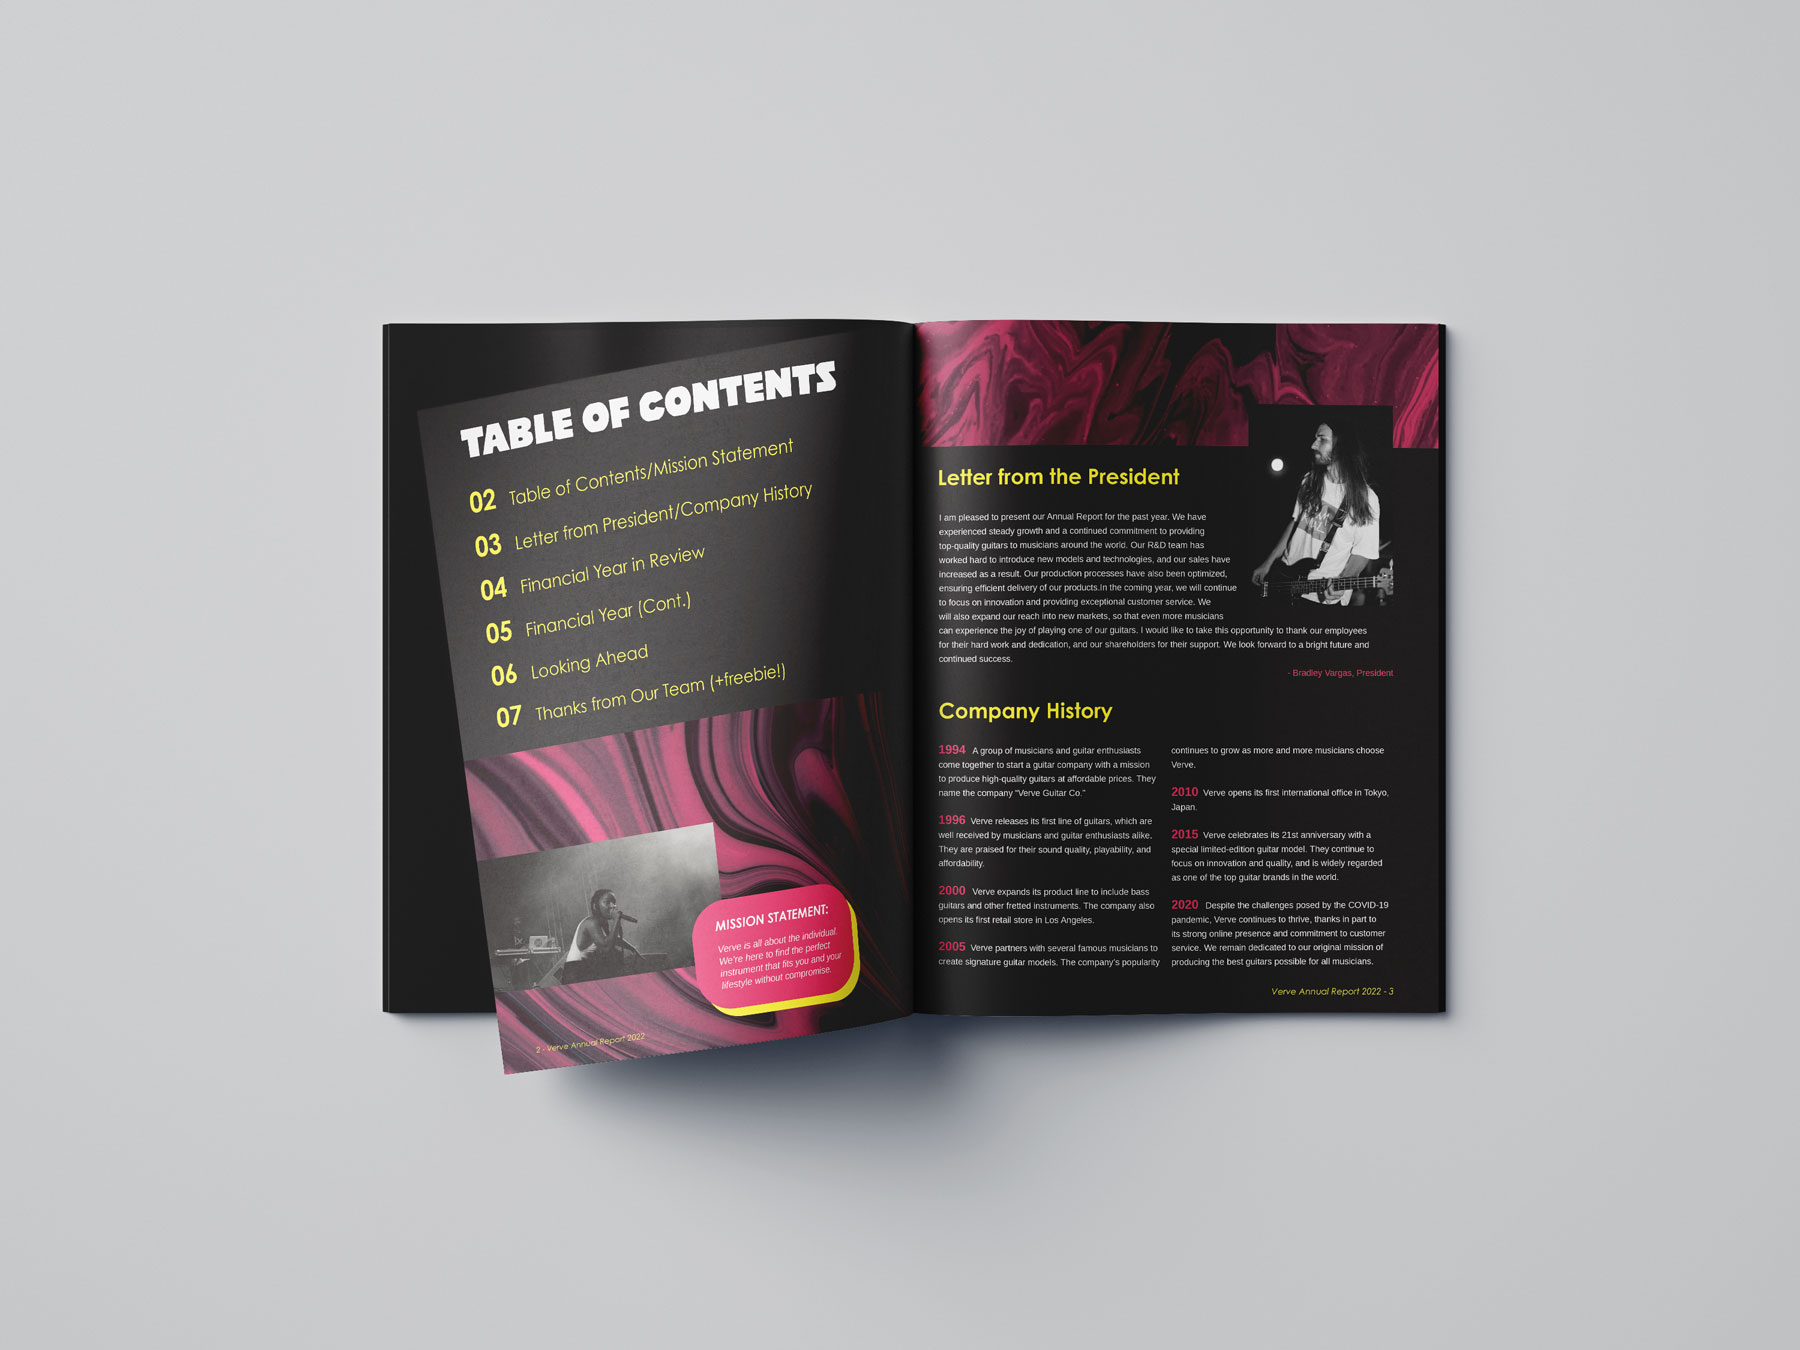 TABLE OF CONTENTS
02 Table of Contents/Mission Statement
03 Letter from President/Company History
04 Financial Year in Review
05 Financial Year (Cont.)
06 Looking Ahead
07 Thanks from Our Team (+freebie!)
MISSION STATEMENT:
Verve is all about the individual.
We're here to find the perfect
instrument that fits you and your
lifestyle without compromise.
2 - Verve Annual Report 2022
Letter from the President
I am pleased to present our Annual Report for the past year. We have
experienced steady growth and a continued commitment to providing
top-quality guitars to musicians around the world. Our R&D team has
worked hard to introduce new models and technologies, and our sales have
increased as a result. Our production processes have also been optimized,
ensuring efficient delivery of our products.In the coming year, we will continue
to focus on innovation and providing exceptional customer service. We
will also expand our reach into new markets, so that even more musicians
can experience the joy of playing one of our guitars. I would like to take this opportunity to thank our employees
for their hard work and dedication, and our shareholders for their support. We look forward to a bright future and
continued success.
- Bradley Vargas, President
Company History
1994 A group of musicians and guitar enthusiasts
come together to start a guitar company with a mission
to produce high-quality guitars at affordable prices. They
name the company “Verve Guitar Co.”
1996 Verve releases its first line of guitars, which are
well received by musicians and guitar enthusiasts alike.
They are praised for their sound quality, playability, and
affordability.
2000 Verve expands its product line to include bass
guitars and other fretted instruments. The company also
opens its first retail store in Los Angeles.
2005 Verve partners with several famous musicians to
create signature guitar models. The company's popularity
continues to grow as more and more musicians choose
Verve.
2010 Verve opens its first international office in Tokyo,
Japan.
2015 Verve celebrates its 21st anniversary with a
special limited-edition guitar model. They continue to
focus on innovation and quality, and is widely regarded
as one of the top guitar brands in the world.
2020 Despite the challenges posed by the COVID-19
pandemic, Verve continues to thrive, thanks in part to
its strong online presence and commitment to customer
service. We remain dedicated to our original mission of
producing the best guitars possible for all musicians.
Verve Annual Report 2022 - 3